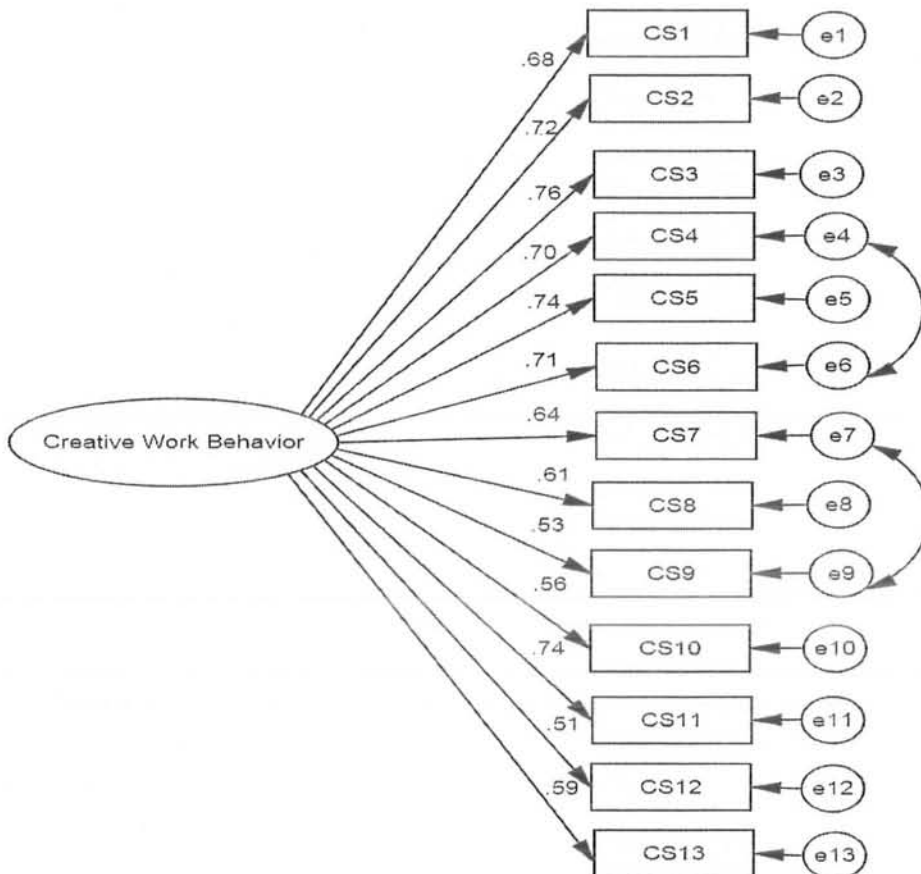 CS1 e1
.68
CS2 e2
.72
CS3 e3
.76
CS4 e4
.70
CS5 e5
.74
CS6 e6
.71
CS7 e7
.64
Creative Work Behavior
CS8 e8
.61
CS9 e9
.53
.56
CS10 e10
.74
CS11 e11
.51
CS12 e12
.59
CS13 e13